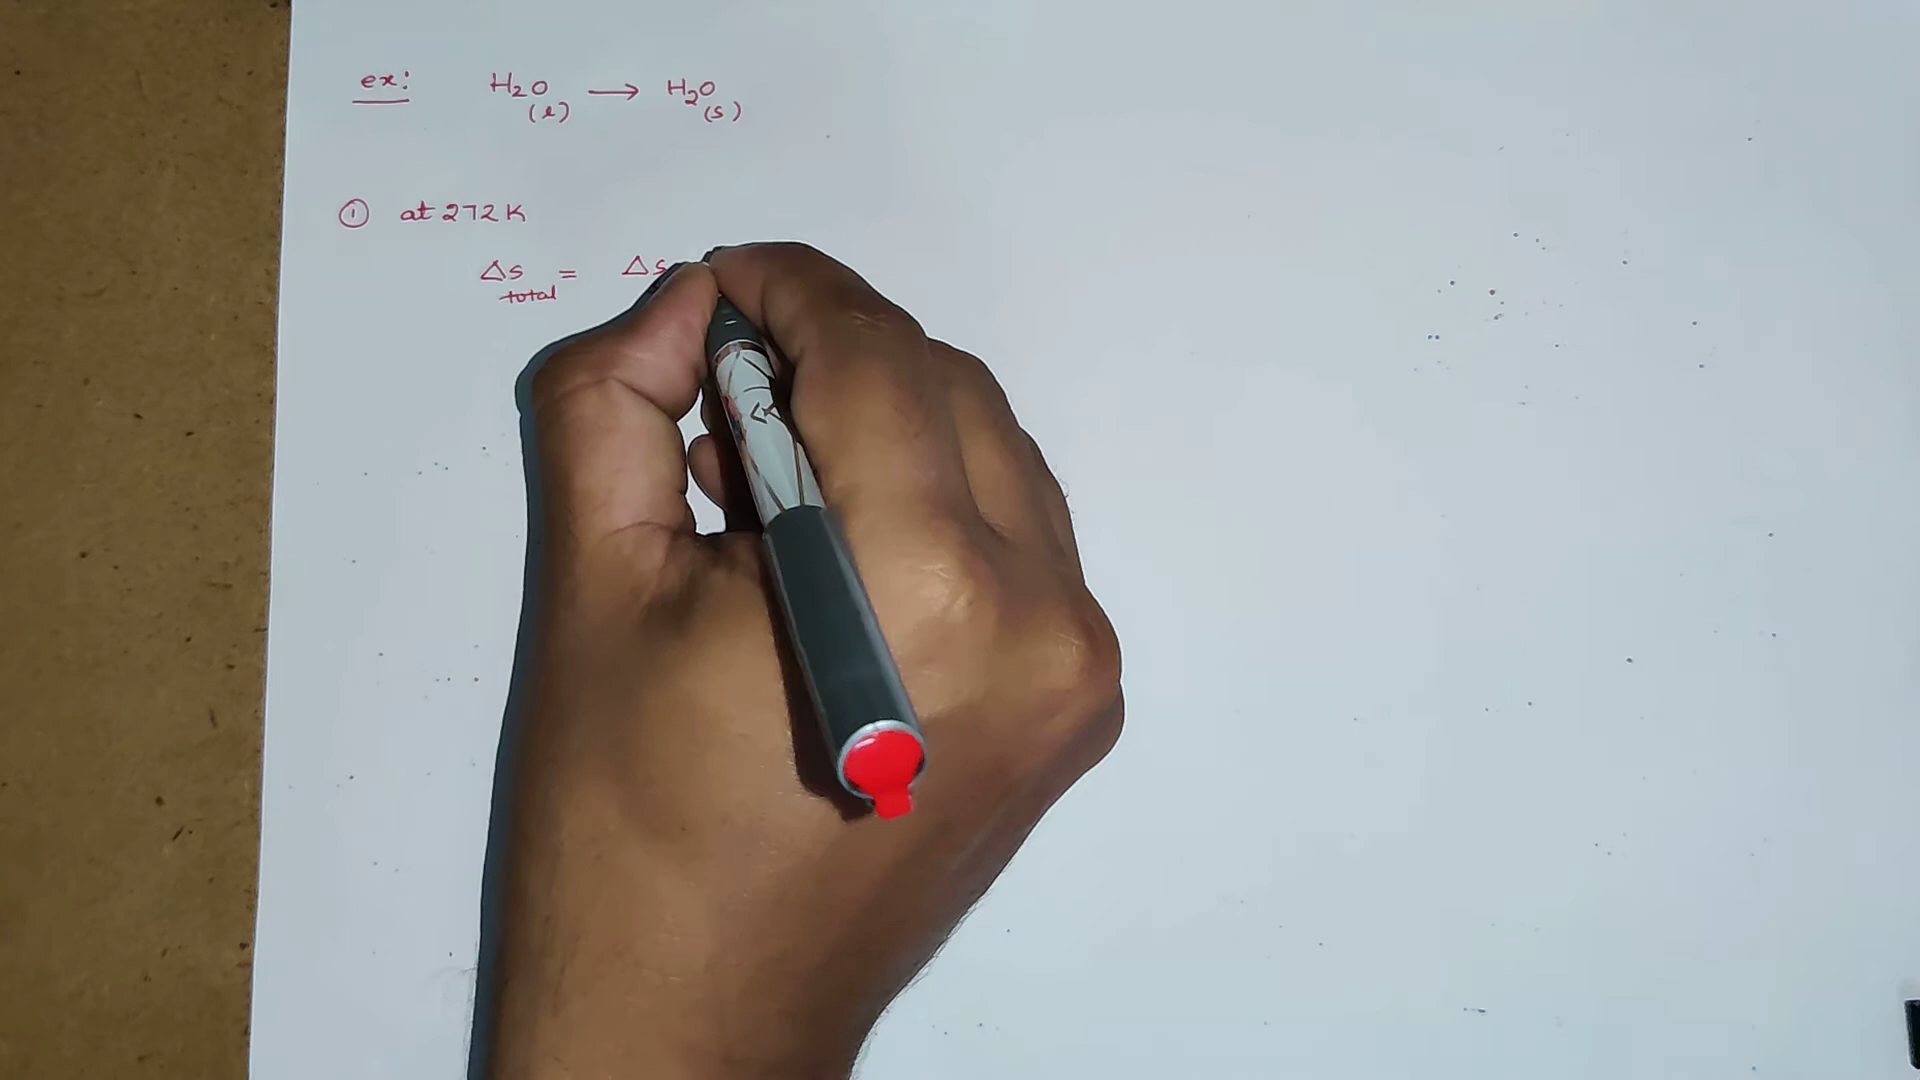 ex: H₂O (l) → H₂O (s)
① at 272 K
ΔS total = ΔS